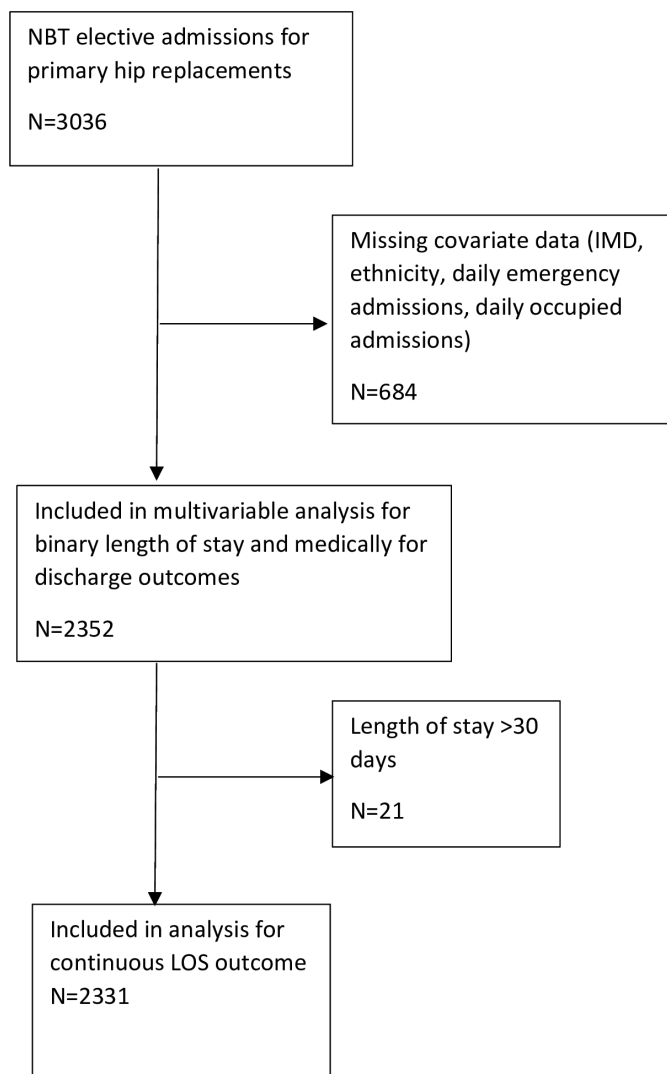 NBT elective admissions for
primary hip replacements
N=3036
Missing covariate data (IMD,
ethnicity, daily emergency
admissions, daily occupied
admissions)
N=684
Included in multivariable analysis for
binary length of stay and medically for
discharge outcomes
N=2352
Length of stay >30
days
N=21
Included in analysis for
continuous LOS outcome
N=2331